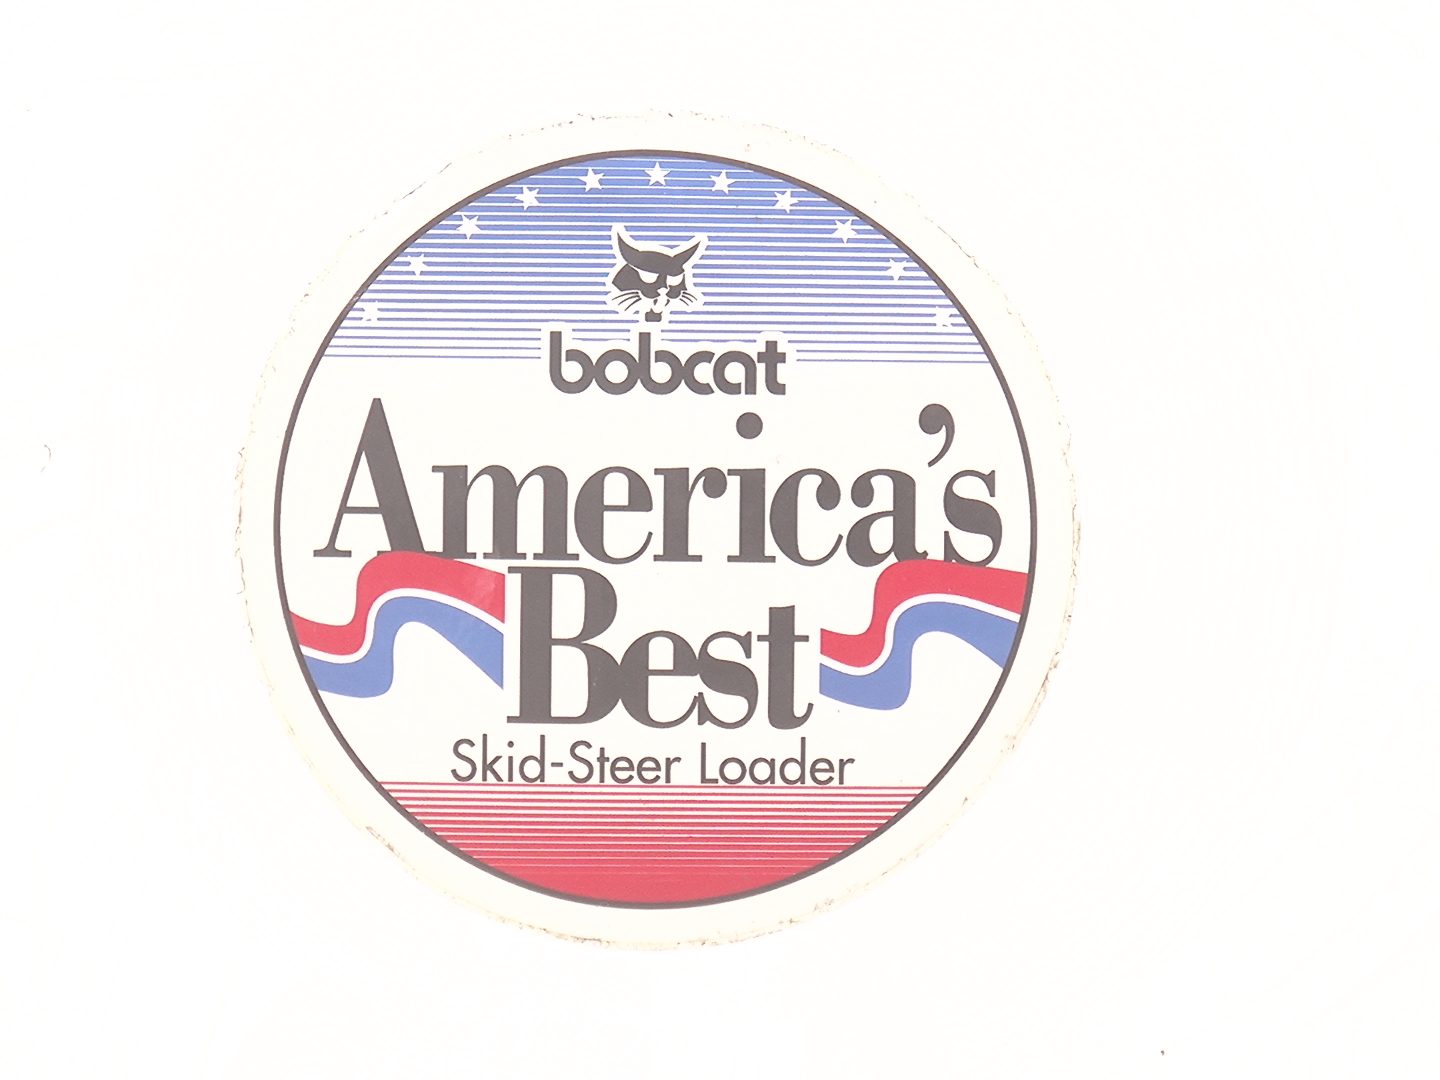 bobcat
America's
Best
Skid-Steer Loader